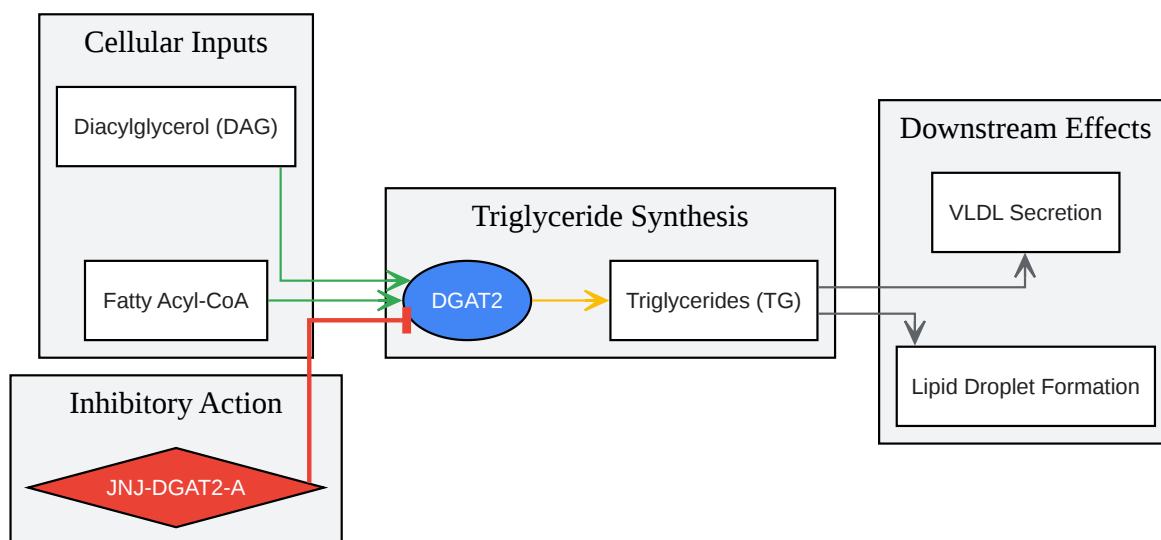 Cellular Inputs
Diacylglycerol (DAG)
Fatty Acyl-CoA
Inhibitory Action
JNJ-DGAT2-A
Triglyceride Synthesis
DGAT2
Triglycerides (TG)
Downstream Effects
VLDL Secretion
Lipid Droplet Formation